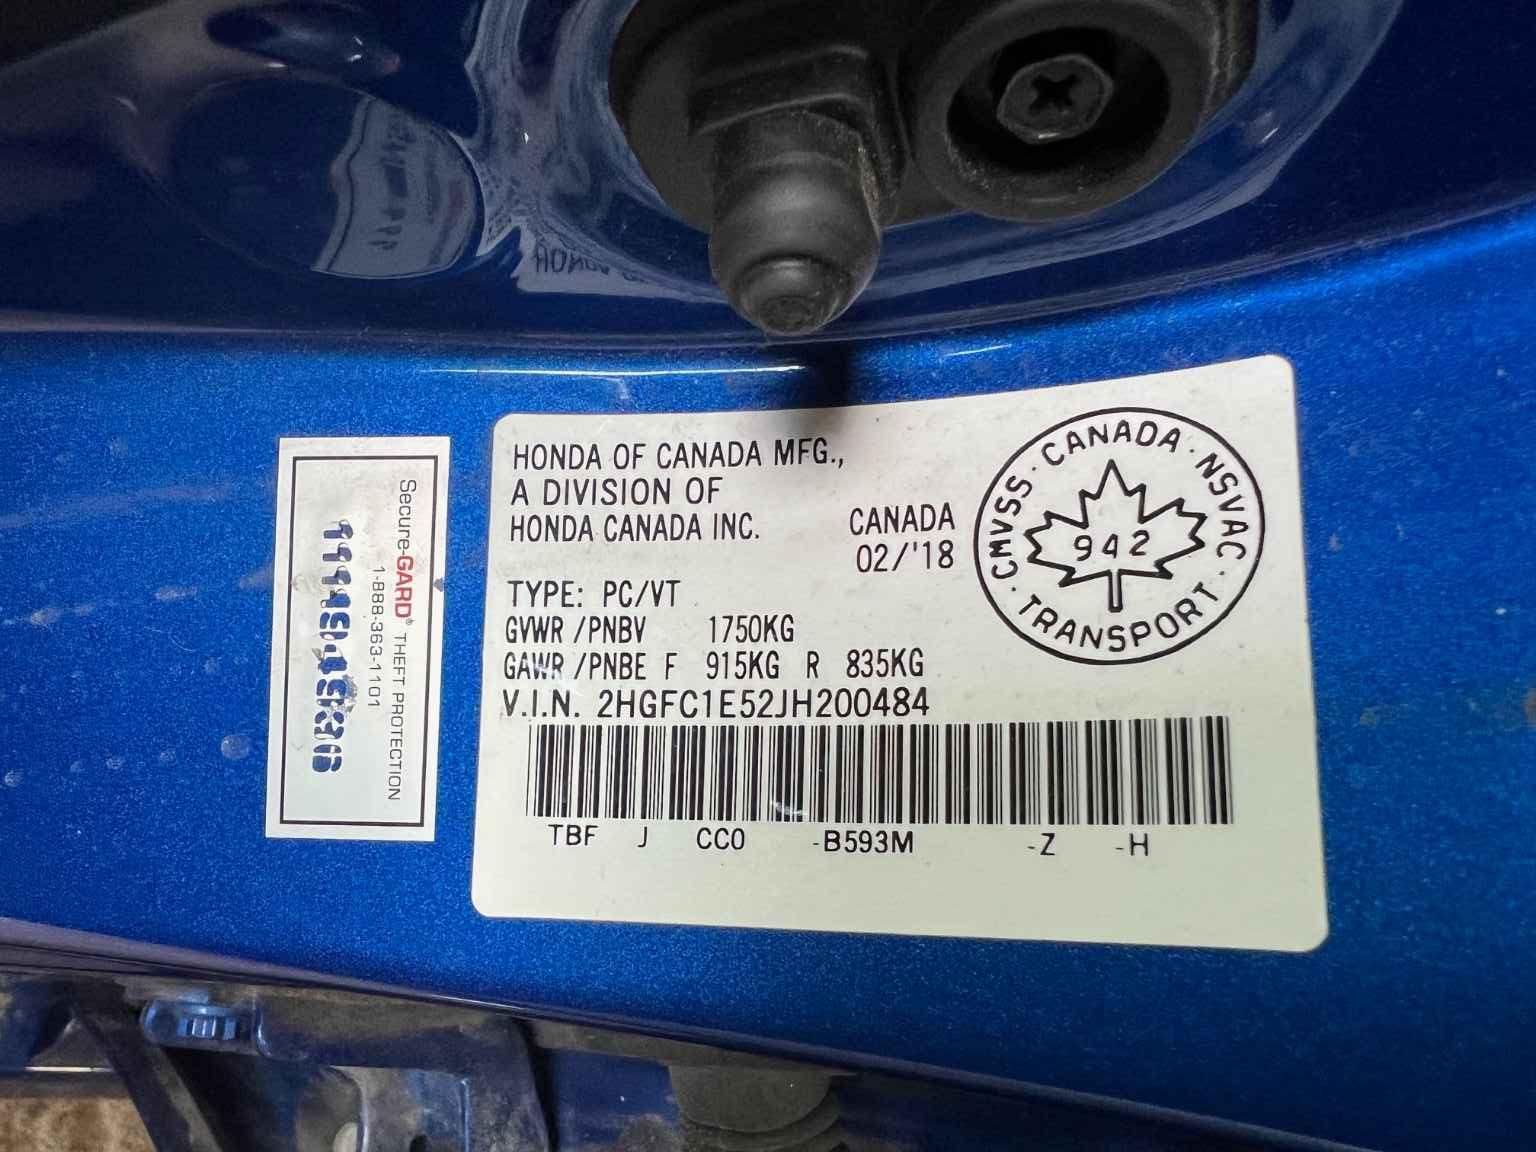 Secure-GARD® THEFT PROTECTION
1-888-363-1101
HONDA OF CANADA MFG.,
A DIVISION OF
HONDA CANADA INC.
CANADA
02/'18
TYPE: PC/VT
GVWR /PNBV 1750KG
GAWR /PNBE F 915KG R 835KG
V.I.N. 2HGFC1E52JH200484
TBF J CC0 -B593M -Z -H
CMVSS · CANADA · NSVAC · TRANSPORT ·
942